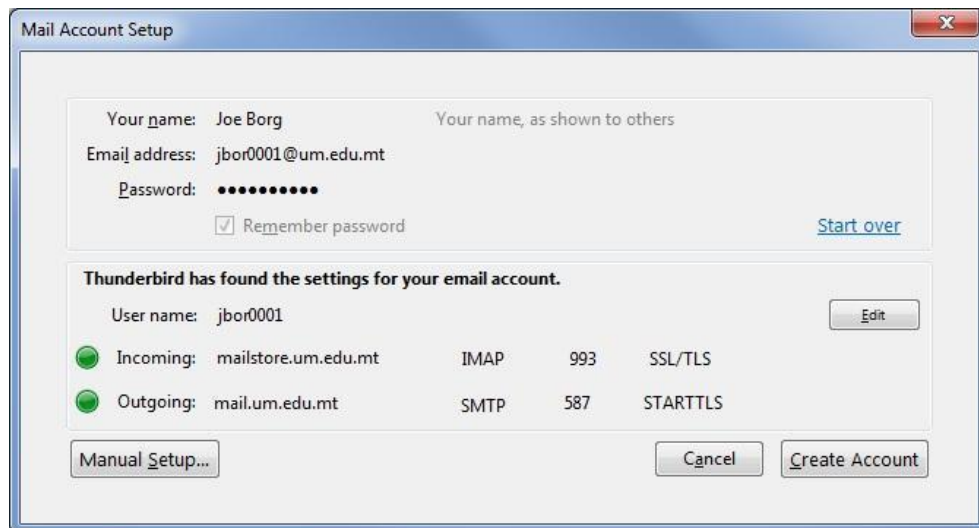 Mail Account Setup
Your name: Joe Borg Your name, as shown to others
Email address: jbor0001@um.edu.mt
Password: ••••••••••
Remember password Start over
Thunderbird has found the settings for your email account.
User name: jbor0001 Edit
Incoming: mailstore.um.edu.mt IMAP 993 SSL/TLS
Outgoing: mail.um.edu.mt SMTP 587 STARTTLS
Manual Setup... Cancel Create Account